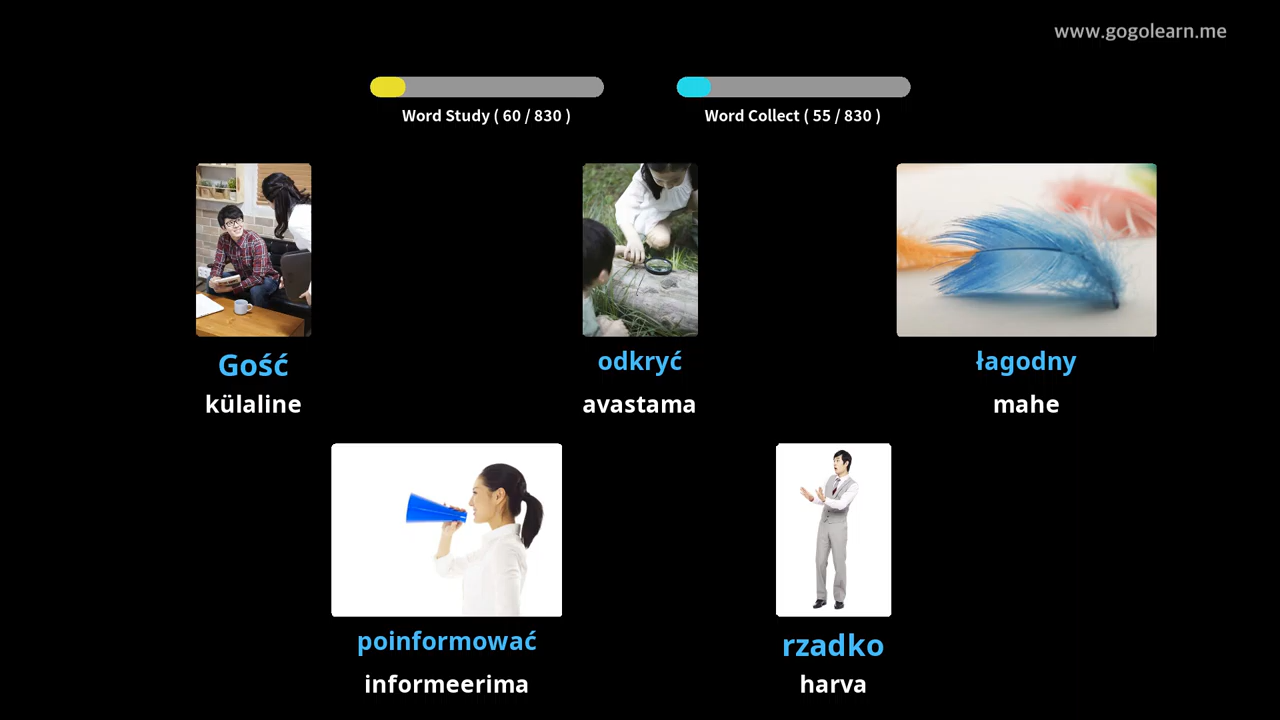 www.gogolearn.me
Word Study ( 60 / 830 )
Word Collect ( 55 / 830 )
Gość
külaline
odkryć
avastama
łagodny
mahe
poinformować
informeerima
rzadko
harva